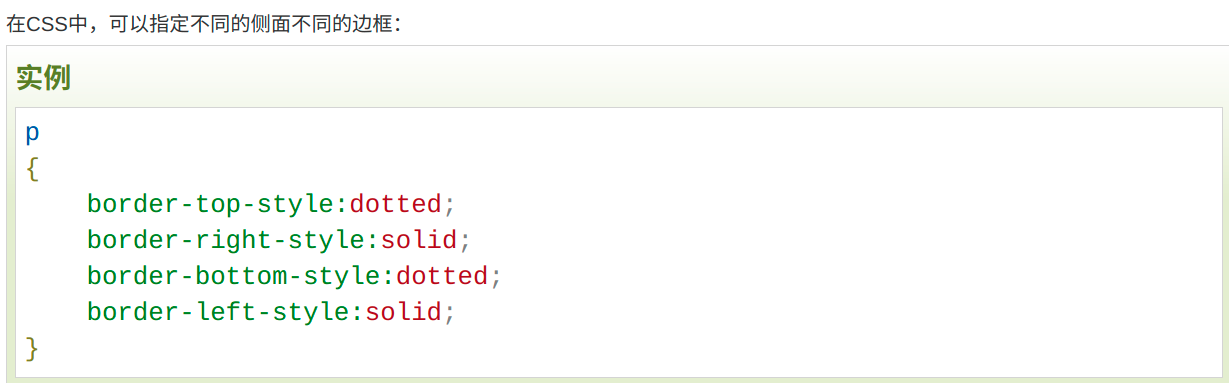 在CSS中，可以指定不同的侧面不同的边框：
实例
p
{
    border-top-style:dotted;
    border-right-style:solid;
    border-bottom-style:dotted;
    border-left-style:solid;
}